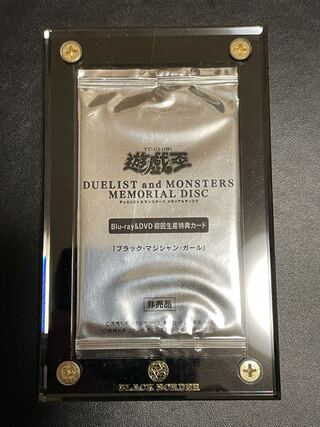 YU-GI-OH!
遊戯王
DUELIST and MONSTERS
MEMORIAL DISC
デュエリスト&モンスターズ メモリアルディスク
Blu-ray&DVD 初回生産特典カード
「ブラック・マジシャン・ガール」
非売品
BLACK BORDER